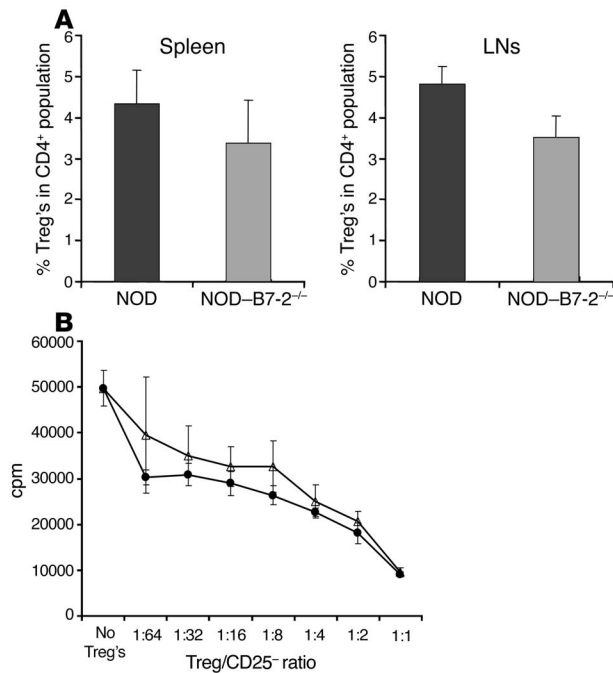 A
Spleen
% Treg's in CD4⁺ population
6
5
4
3
2
1
0
NOD
NOD–B7-2⁻/⁻
LNs
% Treg's in CD4⁺ population
6
5
4
3
2
1
0
NOD
NOD–B7-2⁻/⁻
B
cpm
60000
50000
40000
30000
20000
10000
0
No Treg's
1:64
1:32
1:16
1:8
1:4
1:2
1:1
Treg/CD25⁻ ratio